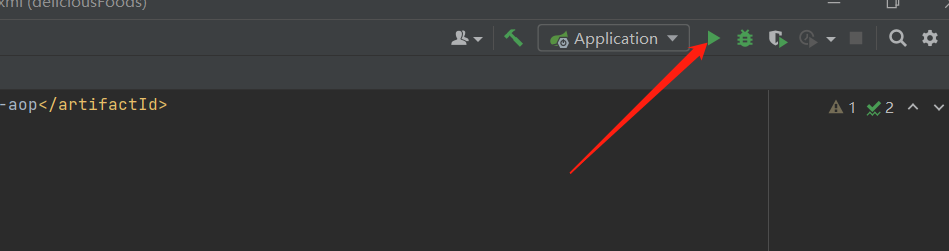 xml (deliciousFoods)
Application
-aop</artifactId>
1
2